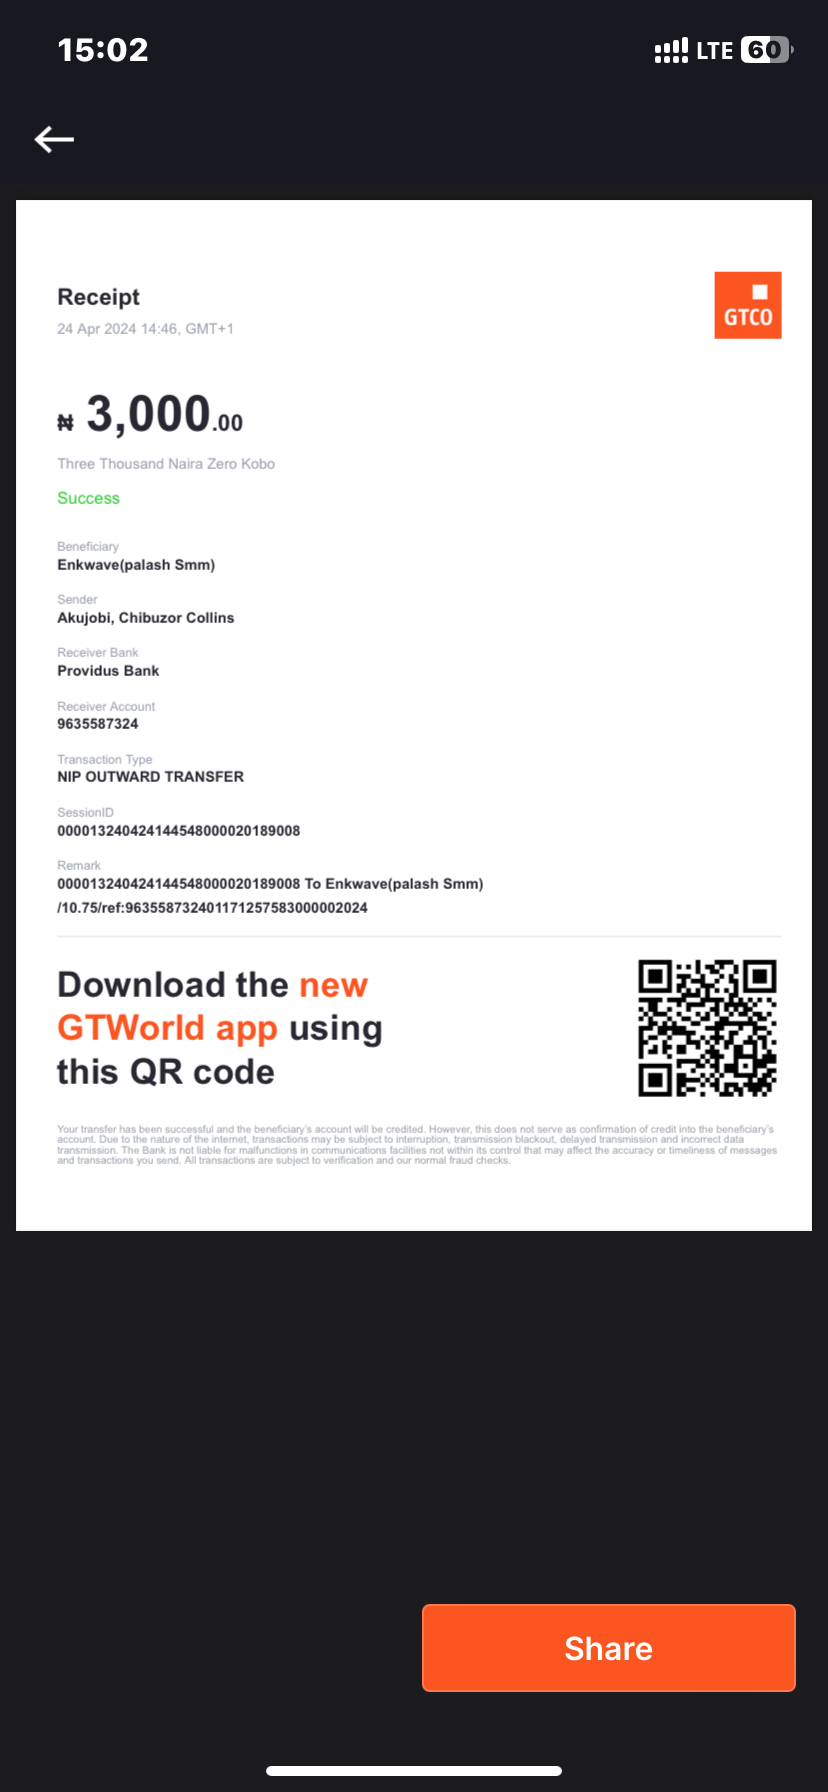 15:02
LTE 60
Receipt
GTCO
24 Apr 2024 14:46, GMT+1
₦ 3,000.00
Three Thousand Naira Zero Kobo
Success
Beneficiary
Enkwave(palash Smm)
Sender
Akujobi, Chibuzor Collins
Receiver Bank
Providus Bank
Receiver Account
9635587324
Transaction Type
NIP OUTWARD TRANSFER
SessionID
000013240424144548000020189008
Remark
000013240424144548000020189008 To Enkwave(palash Smm)
/10.75/ref:963558732401171257583000002024
Download the new
GTWorld app using
this QR code
Your transfer has been successful and the beneficiary's account will be credited. However, this does not serve as confirmation of credit into the beneficiary's
account. Due to the nature of the internet, transactions may be subject to interruption, transmission blackout, delayed transmission and incorrect data
transmission. The Bank is not liable for malfunctions in communications facilities not within its control that may affect the accuracy or timeliness of messages
and transactions you send. All transactions are subject to verification and our normal fraud checks.
Share